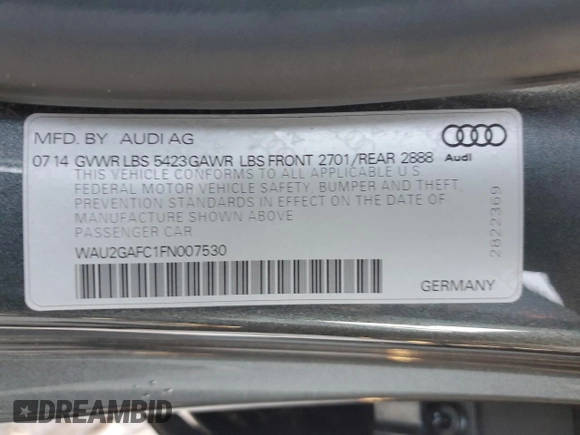 MFD. BY AUDI AG
07 14 GVWR LBS 5423 GAWR LBS FRONT 2701/REAR 2888
Audi
THIS VEHICLE CONFORMS TO ALL APPLICABLE U S
FEDERAL MOTOR VEHICLE SAFETY, BUMPER AND THEFT
PREVENTION STANDARDS IN EFFECT ON THE DATE OF
MANUFACTURE SHOWN ABOVE
PASSENGER CAR
WAU2GAFC1FN007530
GERMANY
2822369
DREAMBID